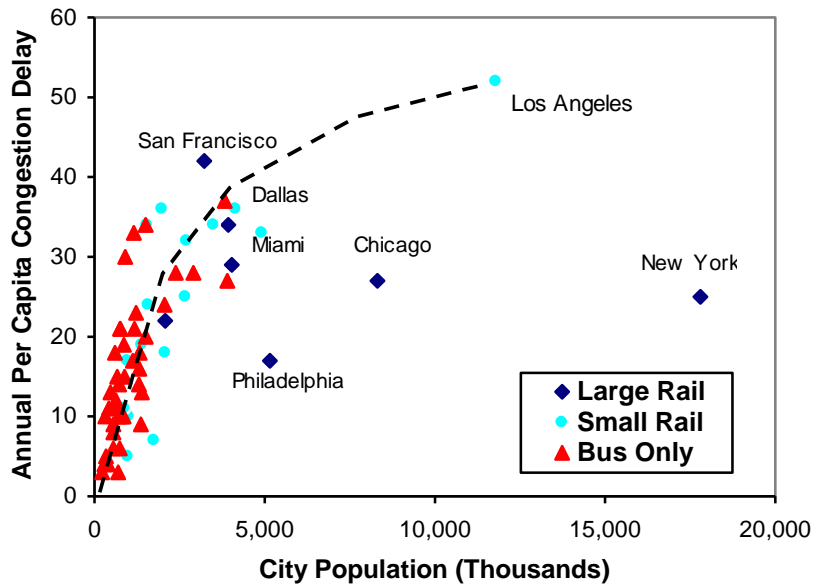 60
50
40
30
20
10
0
Annual Per Capita Congestion Delay
San Francisco
Los Angeles
Dallas
Miami
Chicago
New York
Philadelphia
Large Rail
Small Rail
Bus Only
0
5,000
10,000
15,000
20,000
City Population (Thousands)